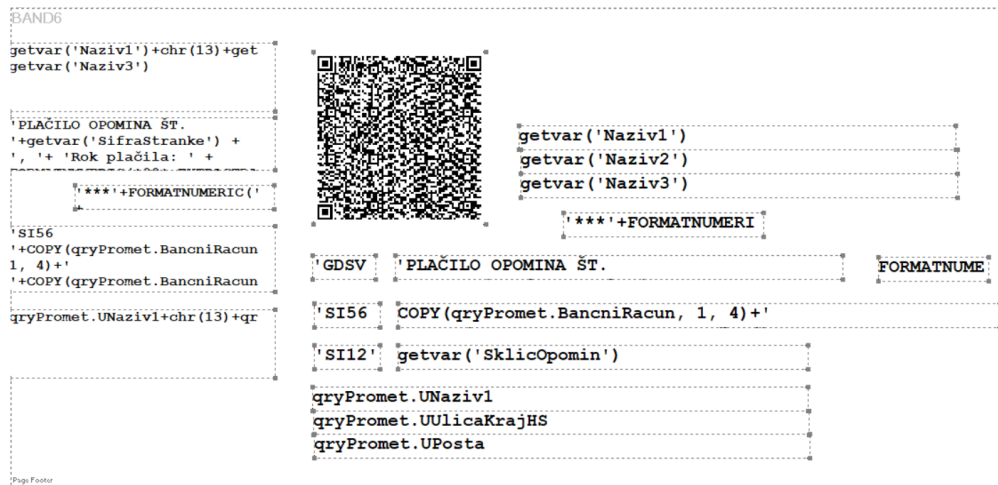 BAND6
getvar('Naziv1')+chr(13)+get
getvar('Naziv3')
'PLAČILO OPOMINA ŠT.
'+getvar('SifraStranke') +
', '+ 'Rok plačila: ' +
'***'+FORMATNUMERIC('
'SI56
'+COPY(qryPromet.BancniRacun
1, 4)+'
'+COPY(qryPromet.BancniRacun
qryPromet.UNaziv1+chr(13)+qr
getvar('Naziv1')
getvar('Naziv2')
getvar('Naziv3')
'***'+FORMATNUMERI
'GDSV 'PLAČILO OPOMINA ŠT. FORMATNUME
'SI56 COPY(qryPromet.BancniRacun, 1, 4)+'
'SI12' getvar('SklicOpomin')
qryPromet.UNaziv1
qryPromet.UUlicaKrajHS
qryPromet.UPosta
Page Footer